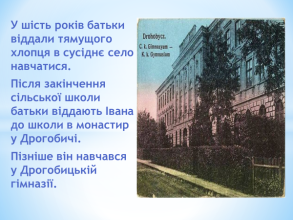 У шість років батьки
віддали тямущого
хлопця в сусіднє село
навчатися.
Після закінчення
сільської школи
батьки віддають Івана
до школи в монастир
у Дрогобичі.
Пізніше він навчався
у Дрогобицькій
гімназії.
Drohobycz.
C. k. Gimnazyum —
K. k. Gymnasium